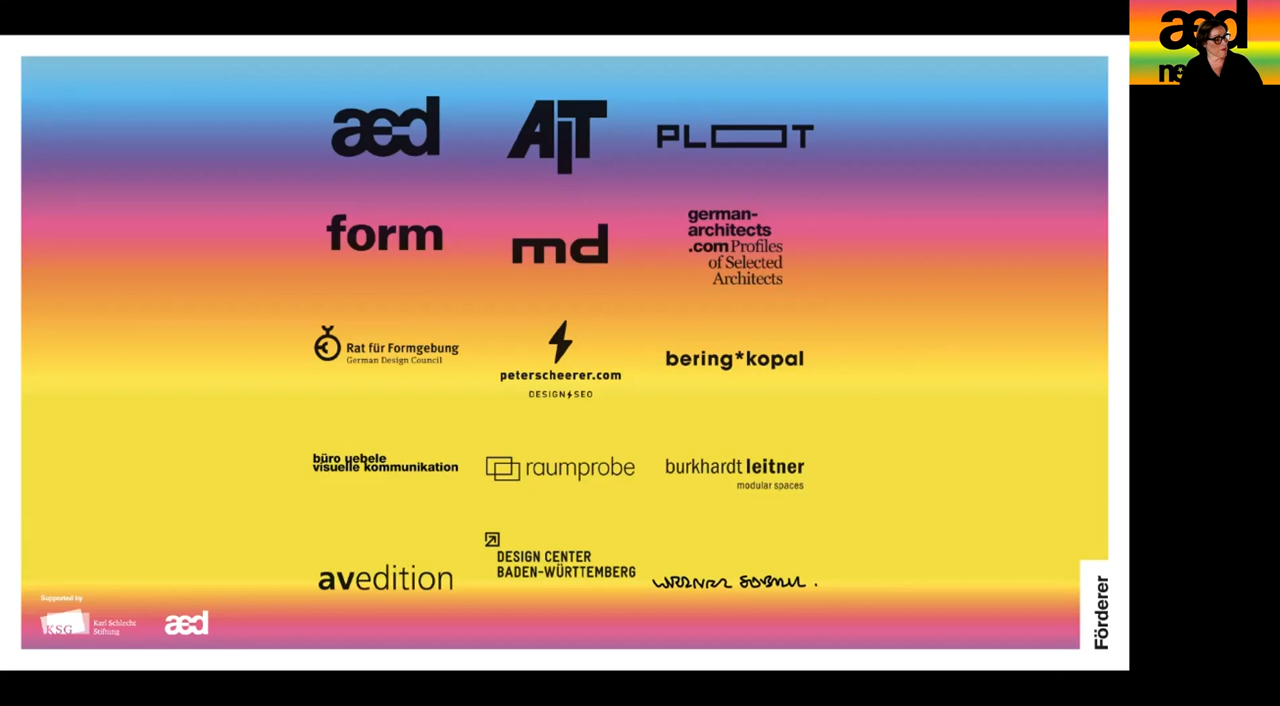 aed
AIT
PLOT
form
md
german-
architects
.com Profiles
of Selected
Architects
Rat für Formgebung
German Design Council
peterscheerer.com
DESIGN SEO
bering*kopal
büro uebele
visuelle kommunikation
raumprobe
burkhardt leitner
modular spaces
avedition
DESIGN CENTER
BADEN-WÜRTTEMBERG
Supported by
KSG
Karl Schlecht
Stiftung
aed
Förderer
aed
ne